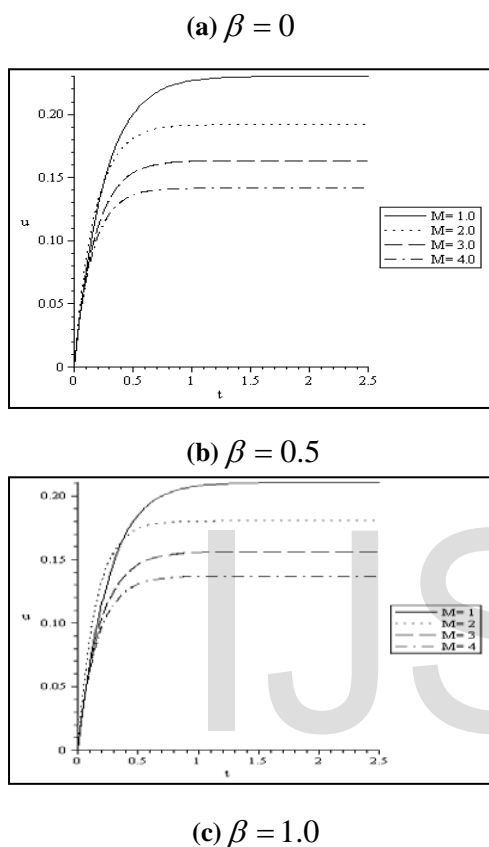 (a) β = 0
0.20
0.15
u
0.10
0.05
0
0 0.5 1 1.5 2 2.5
t
M= 1.0
M= 2.0
M= 3.0
M= 4.0
(b) β = 0.5
0.20
0.15
u
0.10
0.05
0
0 0.5 1 1.5 2 2.5
t
M= 1
M= 2
M= 3
M= 4
IJS
(c) β = 1.0